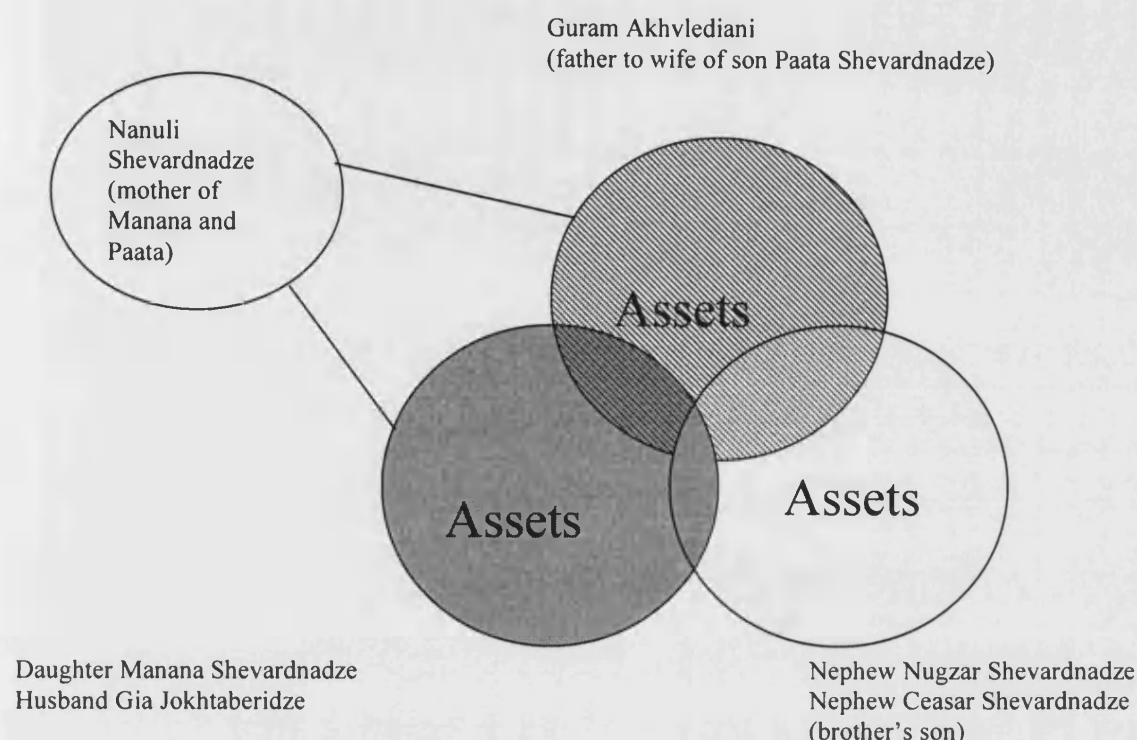 Guram Akhvlediani
(father to wife of son Paata Shevardnadze)
Nanuli
Shevardnadze
(mother of
Manana and
Paata)
Assets
Assets
Assets
Daughter Manana Shevardnadze
Husband Gia Jokhtaberidze
Nephew Nugzar Shevardnadze
Nephew Ceasar Shevardnadze
(brother's son)